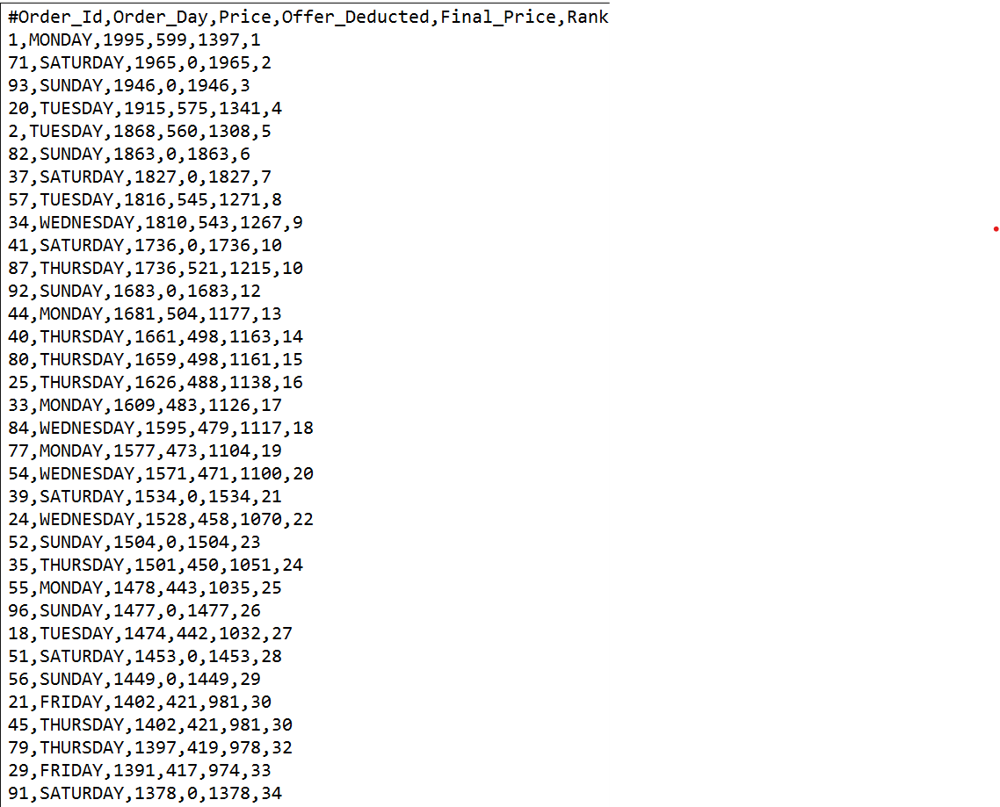 #Order_Id,Order_Day,Price,Offer_Deducted,Final_Price,Rank
1,MONDAY,1995,599,1397,1
71,SATURDAY,1965,0,1965,2
93,SUNDAY,1946,0,1946,3
20,TUESDAY,1915,575,1341,4
2,TUESDAY,1868,560,1308,5
82,SUNDAY,1863,0,1863,6
37,SATURDAY,1827,0,1827,7
57,TUESDAY,1816,545,1271,8
34,WEDNESDAY,1810,543,1267,9
41,SATURDAY,1736,0,1736,10
87,THURSDAY,1736,521,1215,10
92,SUNDAY,1683,0,1683,12
44,MONDAY,1681,504,1177,13
40,THURSDAY,1661,498,1163,14
80,THURSDAY,1659,498,1161,15
25,THURSDAY,1626,488,1138,16
33,MONDAY,1609,483,1126,17
84,WEDNESDAY,1595,479,1117,18
77,MONDAY,1577,473,1104,19
54,WEDNESDAY,1571,471,1100,20
39,SATURDAY,1534,0,1534,21
24,WEDNESDAY,1528,458,1070,22
52,SUNDAY,1504,0,1504,23
35,THURSDAY,1501,450,1051,24
55,MONDAY,1478,443,1035,25
96,SUNDAY,1477,0,1477,26
18,TUESDAY,1474,442,1032,27
51,SATURDAY,1453,0,1453,28
56,SUNDAY,1449,0,1449,29
21,FRIDAY,1402,421,981,30
45,THURSDAY,1402,421,981,30
79,THURSDAY,1397,419,978,32
29,FRIDAY,1391,417,974,33
91,SATURDAY,1378,0,1378,34